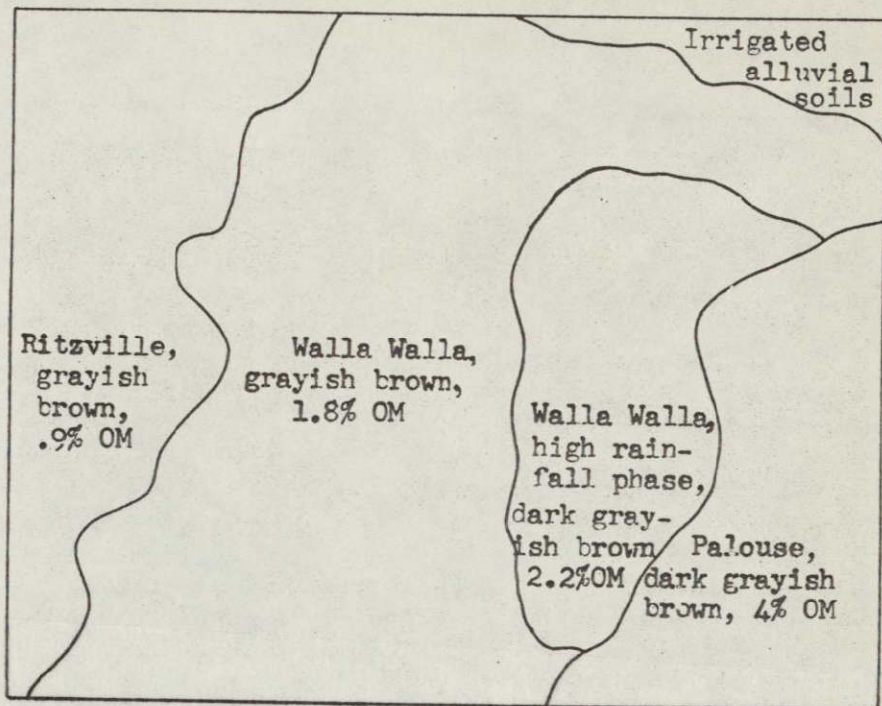 Irrigated
alluvial
soils
Ritzville,
grayish
brown,
.9% OM
Walla Walla,
grayish brown,
1.8% OM
Walla Walla,
high rain-
fall phase,
dark gray-
ish brown
2.2%OM
Palouse,
dark grayish
brown, 4% OM